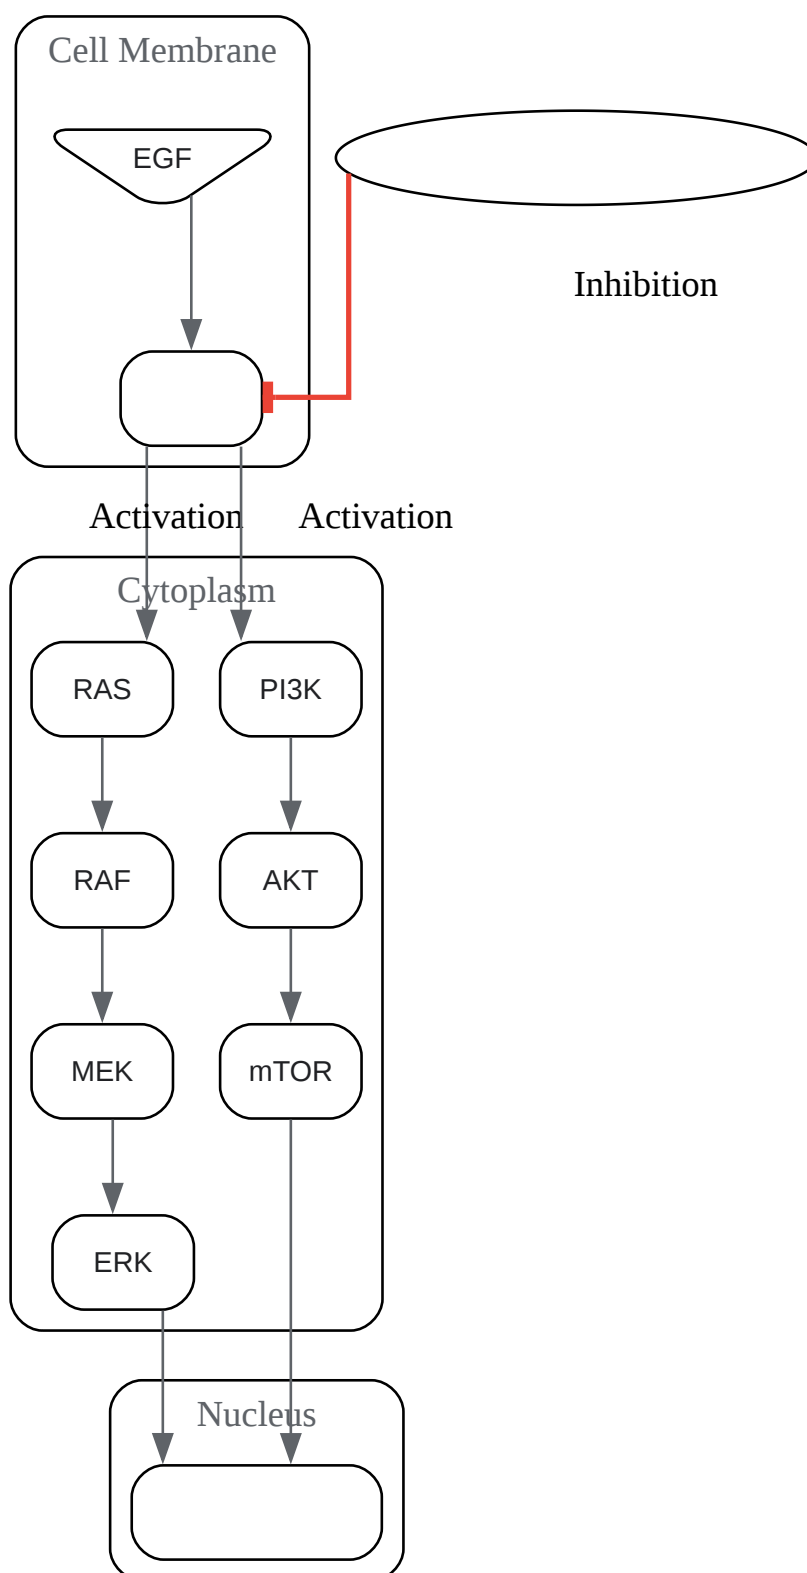 Cell Membrane
EGF
Inhibition
Activation
Activation
Cytoplasm
RAS
PI3K
RAF
AKT
MEK
mTOR
ERK
Nucleus